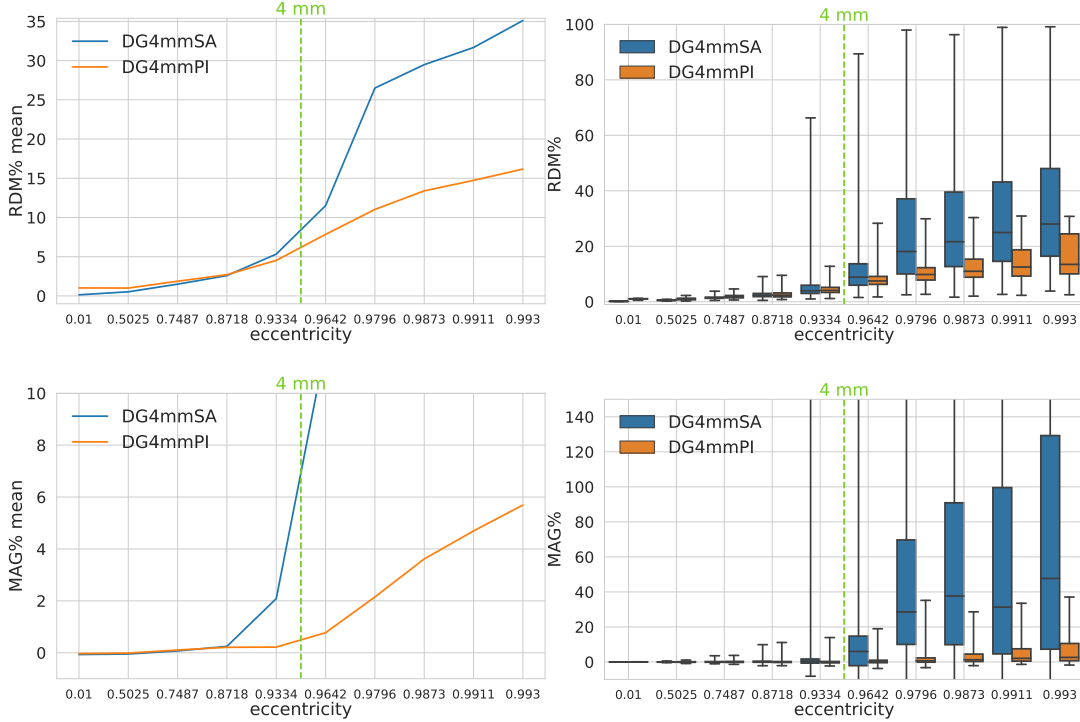 4 mm
DG4mmSA
DG4mmPI
RDM% mean
35
30
25
20
15
10
5
0
0.01 0.5025 0.7487 0.8718 0.9334 0.9642 0.9796 0.9873 0.9911 0.993
eccentricity
4 mm
DG4mmSA
DG4mmPI
RDM%
100
80
60
40
20
0
0.01 0.5025 0.7487 0.8718 0.9334 0.9642 0.9796 0.9873 0.9911 0.993
eccentricity
4 mm
DG4mmSA
DG4mmPI
MAG% mean
10
8
6
4
2
0
0.01 0.5025 0.7487 0.8718 0.9334 0.9642 0.9796 0.9873 0.9911 0.993
eccentricity
4 mm
DG4mmSA
DG4mmPI
MAG%
140
120
100
80
60
40
20
0
0.01 0.5025 0.7487 0.8718 0.9334 0.9642 0.9796 0.9873 0.9911 0.993
eccentricity